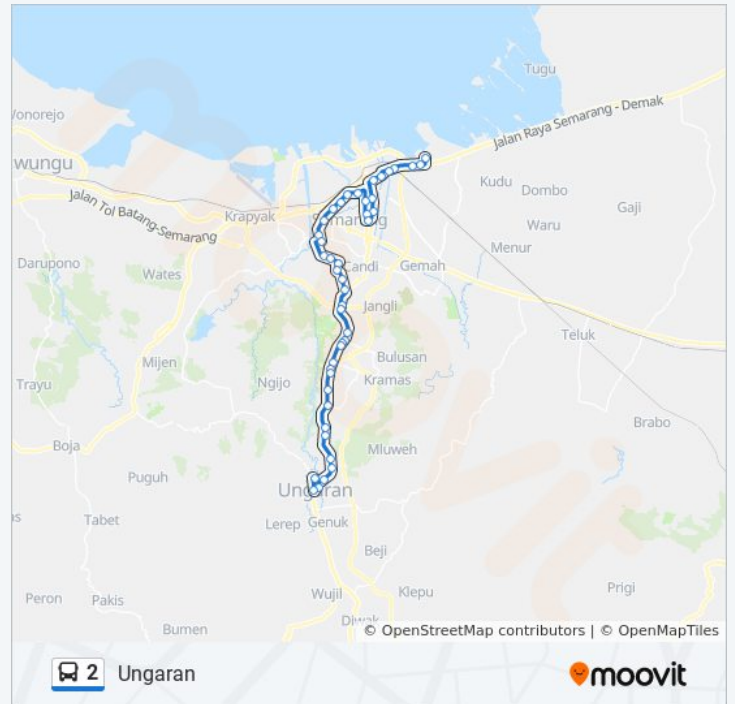 Tugu
Jalan Raya Semarang - Demak
Wonorejo
wungu
Kudu
Dombo
Jalan Tol Batang-Semarang
Krapyak
Semarang
Gaji
Waru
Menur
Darupono
Wates
Candi
Gemah
Jangli
Teluk
Mijen
Bulusan
Trayu
Ngijo
Kramas
Brabo
Boja
Mluweh
Puguh
Ungaran
Tabet
Lerep
Genuk
Beji
Peron
Pakis
Wujil
Klepu
Prigi
Bumen
Diwak
© OpenStreetMap contributors | © OpenMapTiles
2 Ungaran
moovit